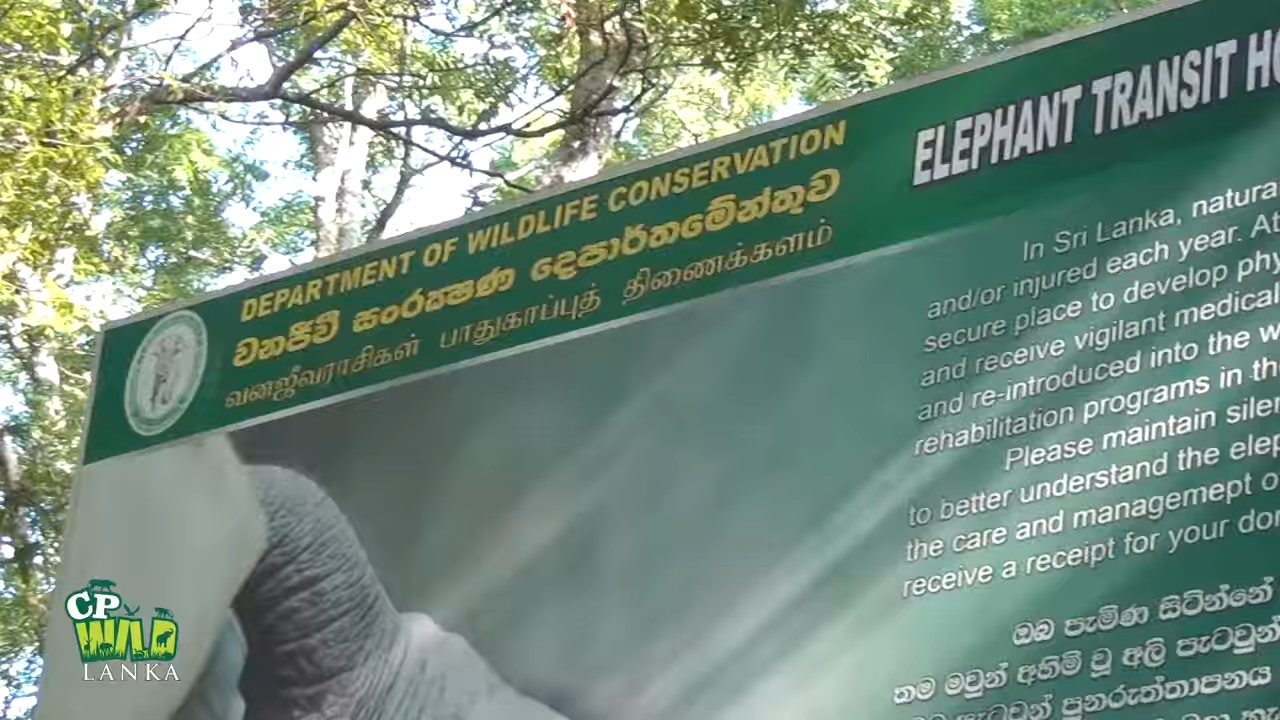 DEPARTMENT OF WILDLIFE CONSERVATION
වනජීවී සංරක්ෂණ දෙපාර්තමේන්තුව
வனஜீவராசிகள் பாதுகாப்புத் திணைக்களம்
ELEPHANT TRANSIT
In Sri Lanka,
and/or injured each year.
secure place to develop
and receive vigilant medical
and re-introduced into the
rehabilitation programs in
Please maintain
to better understand the
the care and managemept
receive a receipt for your
ඔබ පැමිණ සිටින්නේ
තම මවුන් අහිමි වූ අලි පැටවුන්
පැටවුන් පුනරුත්තාපනය
CP
WILD
LANKA